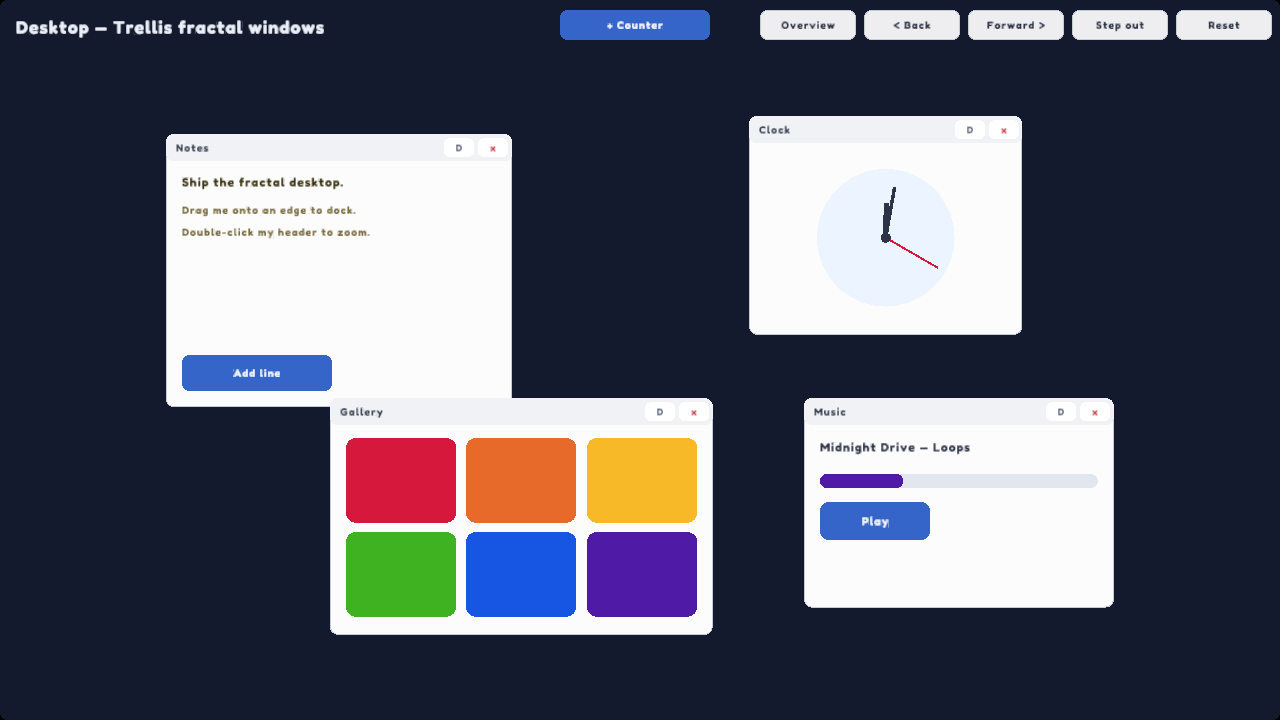 Desktop — Trellis fractal windows
+ Counter
Overview
< Back
Forward >
Step out
Reset
Notes
D
×
Ship the fractal desktop.
Drag me onto an edge to dock.
Double-click my header to zoom.
Add line
Clock
D
×
Gallery
D
×
Music
D
×
Midnight Drive — Loops
Play